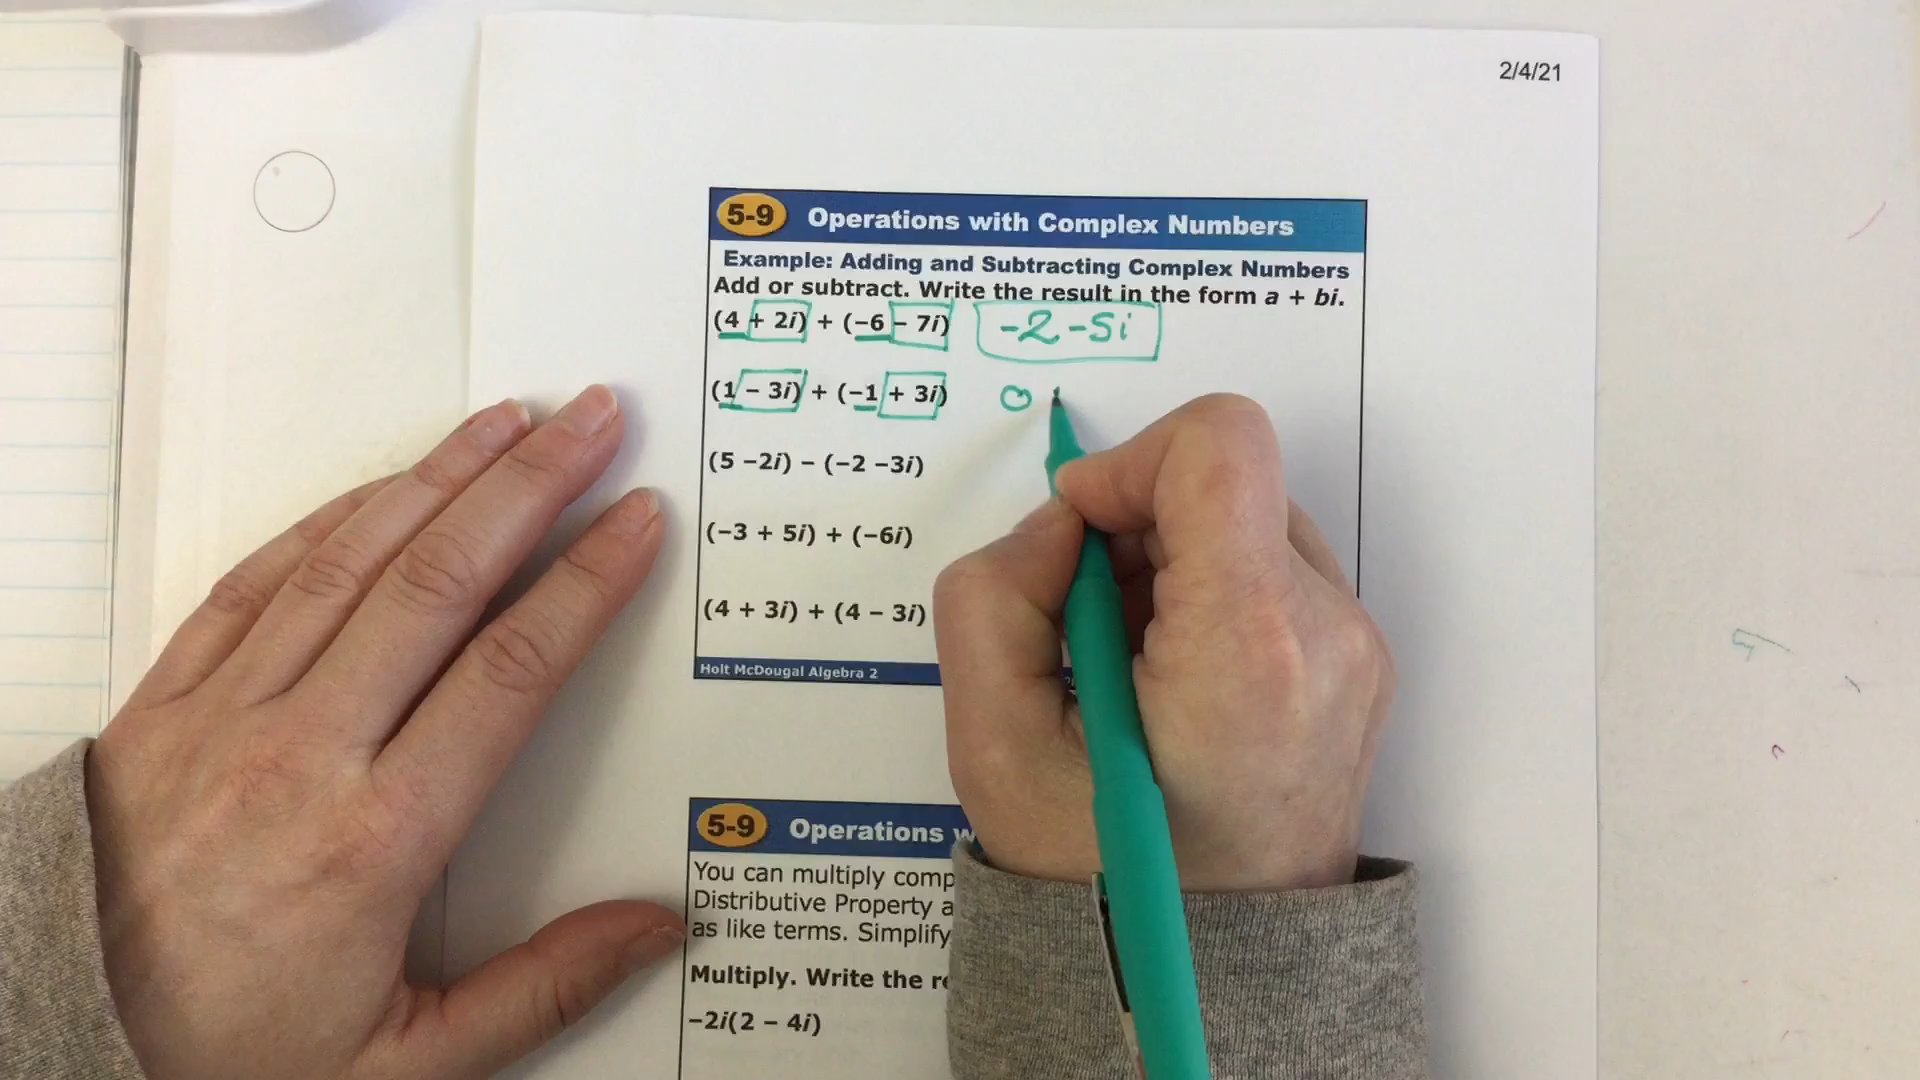 2/4/21
5-9 Operations with Complex Numbers
Example: Adding and Subtracting Complex Numbers
Add or subtract. Write the result in the form a + bi.
(4 + 2i) + (−6 − 7i) -2-5i
(1 − 3i) + (−1 + 3i) 0
(5 −2i) − (−2 −3i)
(−3 + 5i) + (−6i)
(4 + 3i) + (4 − 3i)
Holt McDougal Algebra 2
5-9 Operations
You can multiply
Distributive Property
as like terms. Simplify
Multiply. Write the
−2i(2 − 4i)